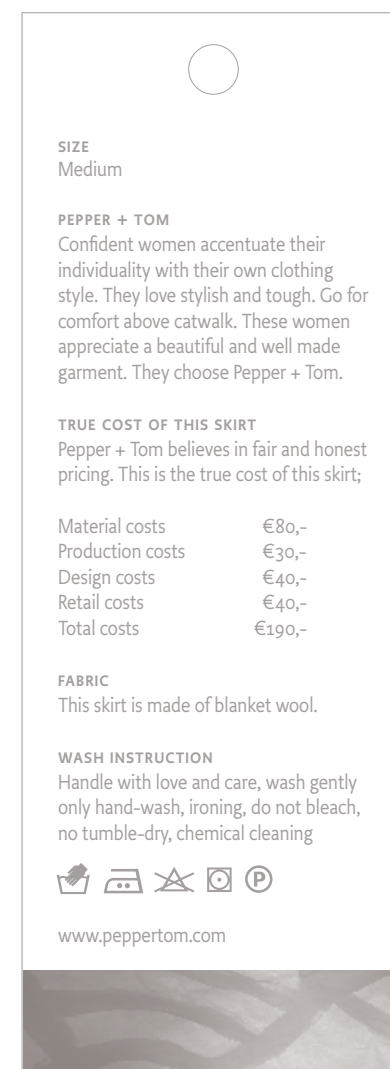 SIZE
Medium
PEPPER + TOM
Confident women accentuate their
individuality with their own clothing
style. They love stylish and tough. Go for
comfort above catwalk. These women
appreciate a beautiful and well made
garment. They choose Pepper + Tom.
TRUE COST OF THIS SKIRT
Pepper + Tom believes in fair and honest
pricing. This is the true cost of this skirt;
Material costs €80,-
Production costs €30,-
Design costs €40,-
Retail costs €40,-
Total costs €190,-
FABRIC
This skirt is made of blanket wool.
WASH INSTRUCTION
Handle with love and care, wash gently
only hand-wash, ironing, do not bleach,
no tumble-dry, chemical cleaning
P
www.peppertom.com